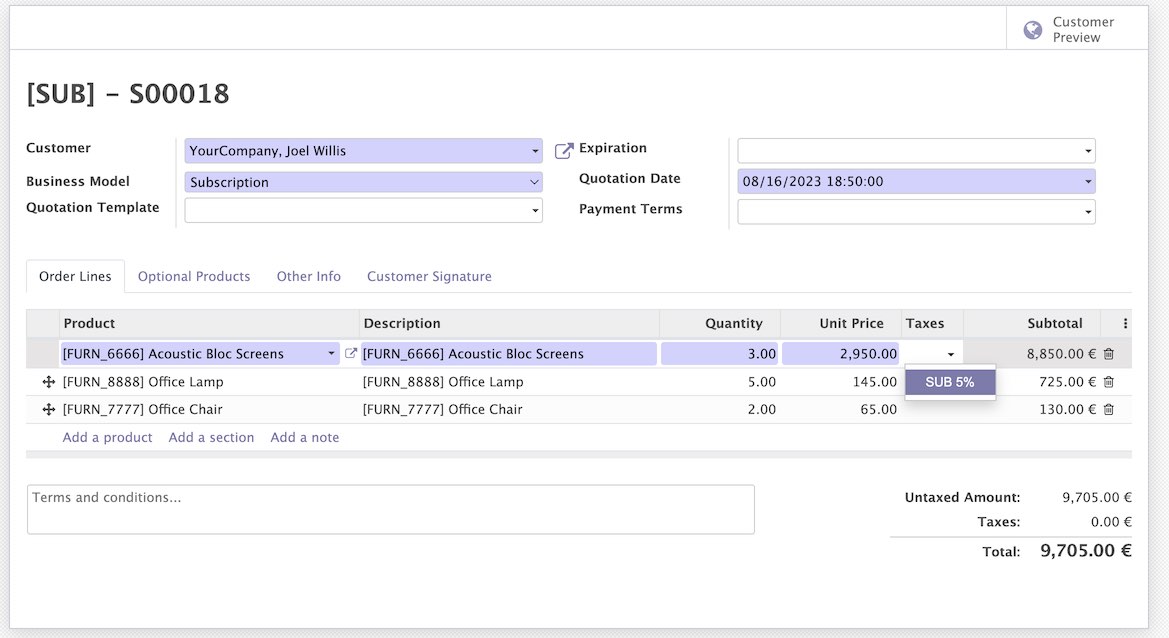 Customer
Preview
[SUB] – S00018
Customer YourCompany, Joel Willis
Expiration
Business Model Subscription
Quotation Date 08/16/2023 18:50:00
Quotation Template
Payment Terms
Order Lines Optional Products Other Info Customer Signature
Product Description Quantity Unit Price Taxes Subtotal
[FURN_6666] Acoustic Bloc Screens [FURN_6666] Acoustic Bloc Screens 3.00 2,950.00 8,850.00 €
SUB 5%
[FURN_8888] Office Lamp [FURN_8888] Office Lamp 5.00 145.00 725.00 €
[FURN_7777] Office Chair [FURN_7777] Office Chair 2.00 65.00 130.00 €
Add a product Add a section Add a note
Terms and conditions...
Untaxed Amount: 9,705.00 €
Taxes: 0.00 €
Total: 9,705.00 €